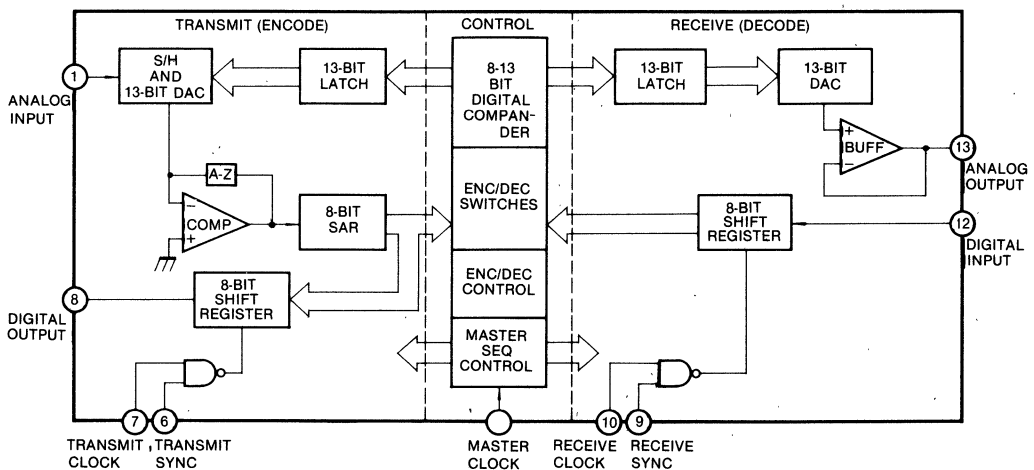 TRANSMIT (ENCODE)
CONTROL
RECEIVE (DECODE)
1
ANALOG
INPUT
S/H
AND
13-BIT DAC
13-BIT
LATCH
8-13
BIT
DIGITAL
COMPAN-
DER
13-BIT
LATCH
13-BIT
DAC
+
BUFF
−
13
ANALOG
OUTPUT
A-Z
−
COMP
+
8-BIT
SAR
ENC/DEC
SWITCHES
8-BIT
SHIFT
REGISTER
12
DIGITAL
INPUT
8
DIGITAL
OUTPUT
8-BIT
SHIFT
REGISTER
ENC/DEC
CONTROL
MASTER
SEQ
CONTROL
7
TRANSMIT
CLOCK
6
TRANSMIT
SYNC
MASTER
CLOCK
10
RECEIVE
CLOCK
9
RECEIVE
SYNC